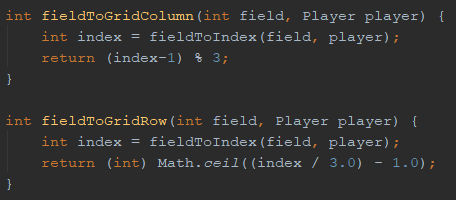 int fieldToGridColumn(int field, Player player) {
    int index = fieldToIndex(field, player);
    return (index-1) % 3;
}

int fieldToGridRow(int field, Player player) {
    int index = fieldToIndex(field, player);
    return (int) Math.ceil((index / 3.0) - 1.0);
}